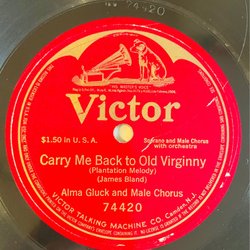 74420
"HIS MASTER'S VOICE"
Victor
$1.50 in U.S.A.
Soprano and Male Chorus
with orchestra
Carry Me Back to Old Virginny
(Plantation Melody)
(James Bland)
Alma Gluck and Male Chorus
74420
VICTOR TALKING MACHINE CO. Camden, N.J.